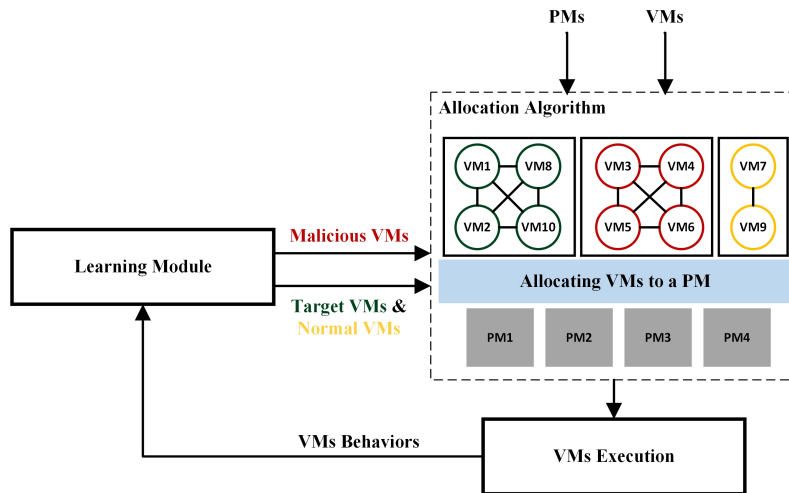 PMs VMs
Allocation Algorithm
VM1 VM8 VM3 VM4 VM7
VM2 VM10 VM5 VM6 VM9
Malicious VMs
Learning Module
Allocating VMs to a PM
Target VMs &
Normal VMs
PM1 PM2 PM3 PM4
VMs Behaviors
VMs Execution